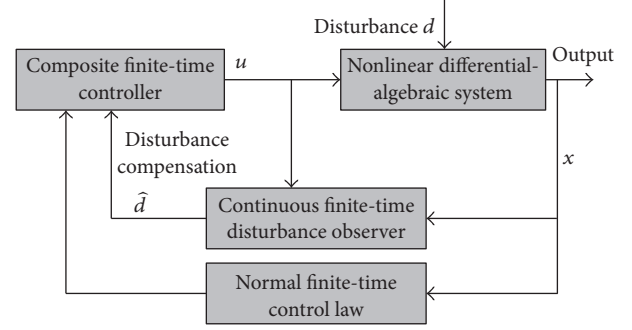 Disturbance d
Composite finite-time
controller
u
Nonlinear differential-
algebraic system
Output
Disturbance
compensation
x
d̂
Continuous finite-time
disturbance observer
Normal finite-time
control law